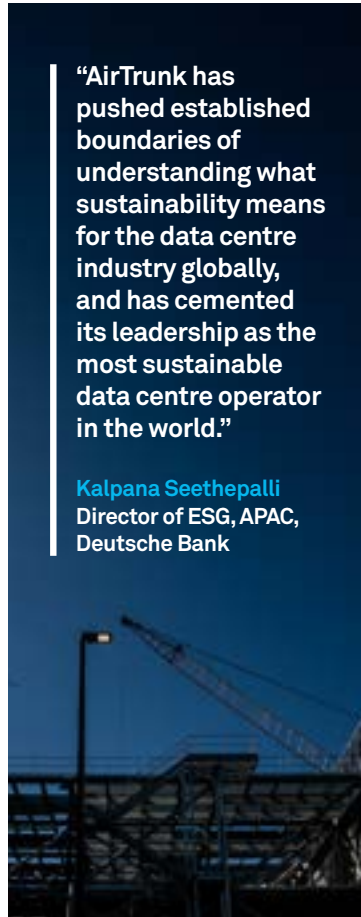 “AirTrunk has
pushed established
boundaries of
understanding what
sustainability means
for the data centre
industry globally,
and has cemented
its leadership as the
most sustainable
data centre operator
in the world.”
Kalpana Seethepalli
Director of ESG, APAC,
Deutsche Bank